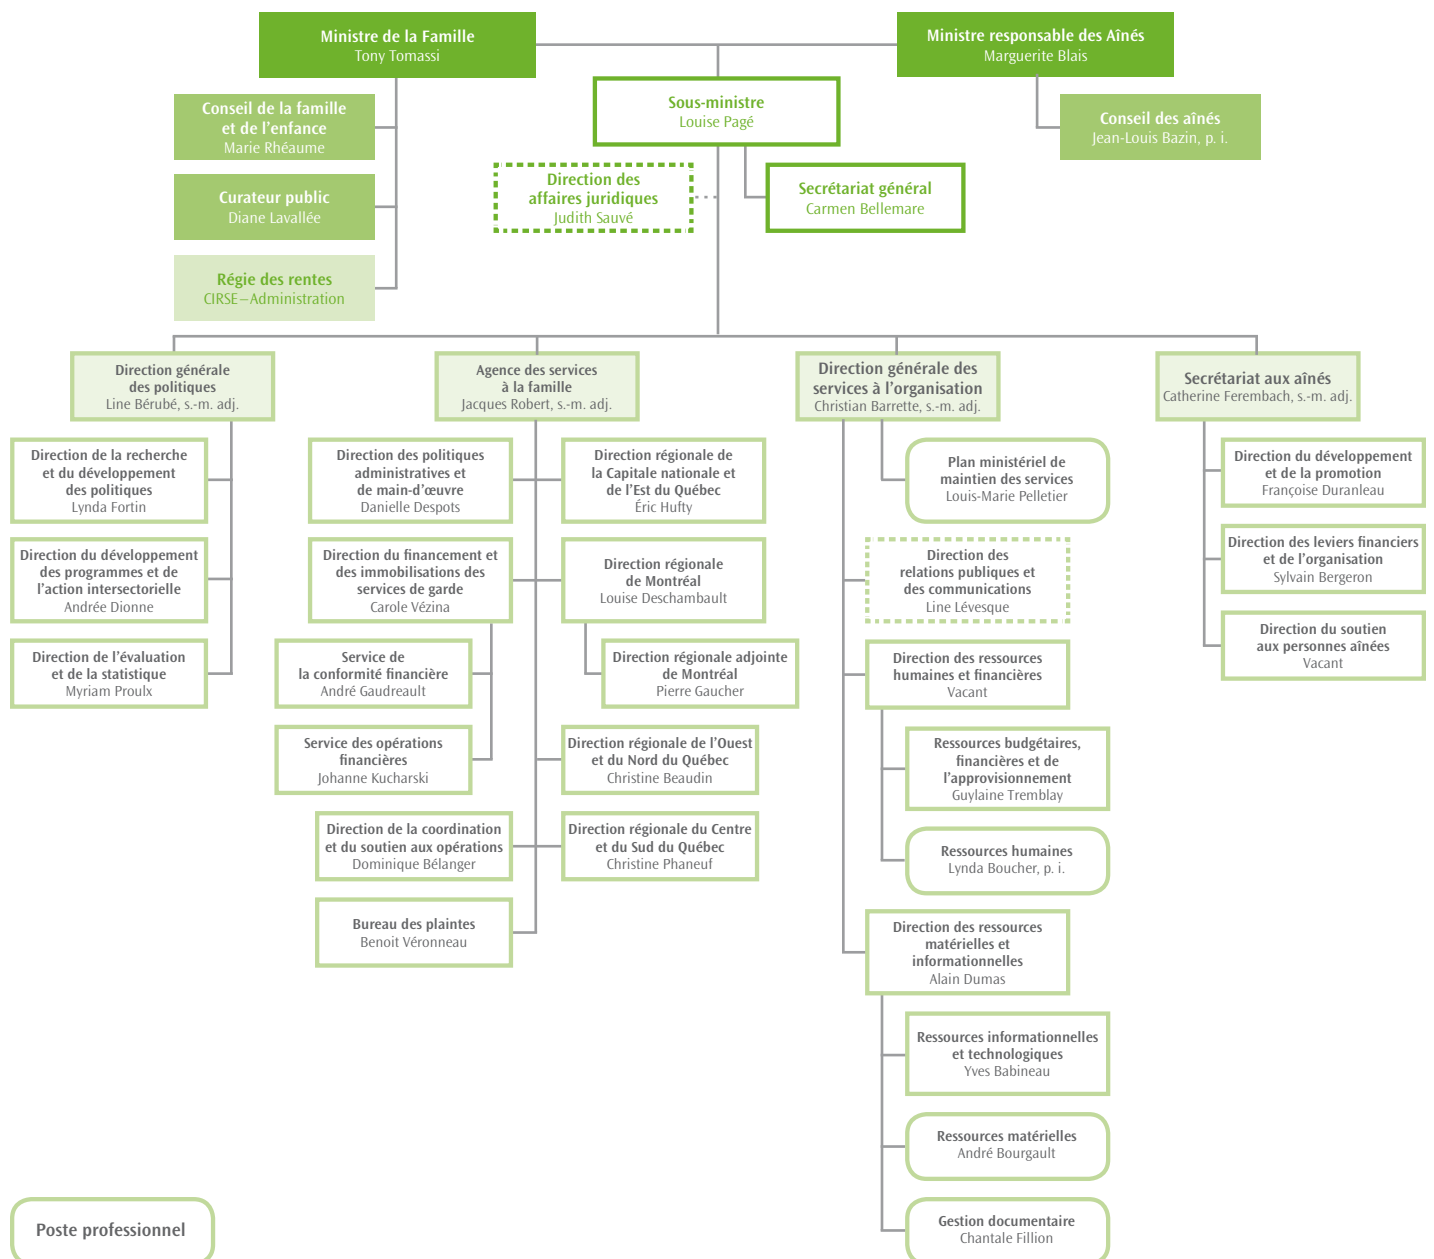 Ministre de la Famille
Tony Tomassi
Ministre responsable des Aînés
Marguerite Blais
Sous-ministre
Louise Pagé
Conseil de la famille
et de l'enfance
Marie Rhéaume
Conseil des aînés
Jean-Louis Bazin, p. i.
Curateur public
Diane Lavallée
Direction des
affaires juridiques
Judith Sauvé
Secrétariat général
Carmen Bellemare
Régie des rentes
CIRSE–Administration
Direction générale
des politiques
Line Bérubé, s.-m. adj.
Direction de la recherche
et du développement
des politiques
Lynda Fortin
Direction du développement
des programmes et de
l'action intersectorielle
Andrée Dionne
Direction de l'évaluation
et de la statistique
Myriam Proulx
Agence des services
à la famille
Jacques Robert, s.-m. adj.
Direction des politiques
administratives et
de main-d'œuvre
Danielle Despots
Direction du financement et
des immobilisations des
services de garde
Carole Vézina
Service de
la conformité financière
André Gaudreault
Service des opérations
financières
Johanne Kucharski
Direction de la coordination
et du soutien aux opérations
Dominique Bélanger
Bureau des plaintes
Benoit Véronneau
Direction régionale de
la Capitale nationale et
de l'Est du Québec
Éric Hufty
Direction régionale
de Montréal
Louise Deschambault
Direction régionale adjointe
de Montréal
Pierre Gaucher
Direction régionale de l'Ouest
et du Nord du Québec
Christine Beaudin
Direction régionale du Centre
et du Sud du Québec
Christine Phaneuf
Direction générale des
services à l'organisation
Christian Barrette, s.-m. adj.
Plan ministériel de
maintien des services
Louis-Marie Pelletier
Direction des
relations publiques et
des communications
Line Lévesque
Direction des ressources
humaines et financières
Vacant
Ressources budgétaires,
financières et de
l'approvisionnement
Guylaine Tremblay
Ressources humaines
Lynda Boucher, p. i.
Direction des ressources
matérielles et
informationnelles
Alain Dumas
Ressources informationnelles
et technologiques
Yves Babineau
Ressources matérielles
André Bourgault
Gestion documentaire
Chantale Fillion
Secrétariat aux aînés
Catherine Ferembach, s.-m. adj.
Direction du développement
et de la promotion
Françoise Duranleau
Direction des leviers financiers
et de l'organisation
Sylvain Bergeron
Direction du soutien
aux personnes aînées
Vacant
Poste professionnel